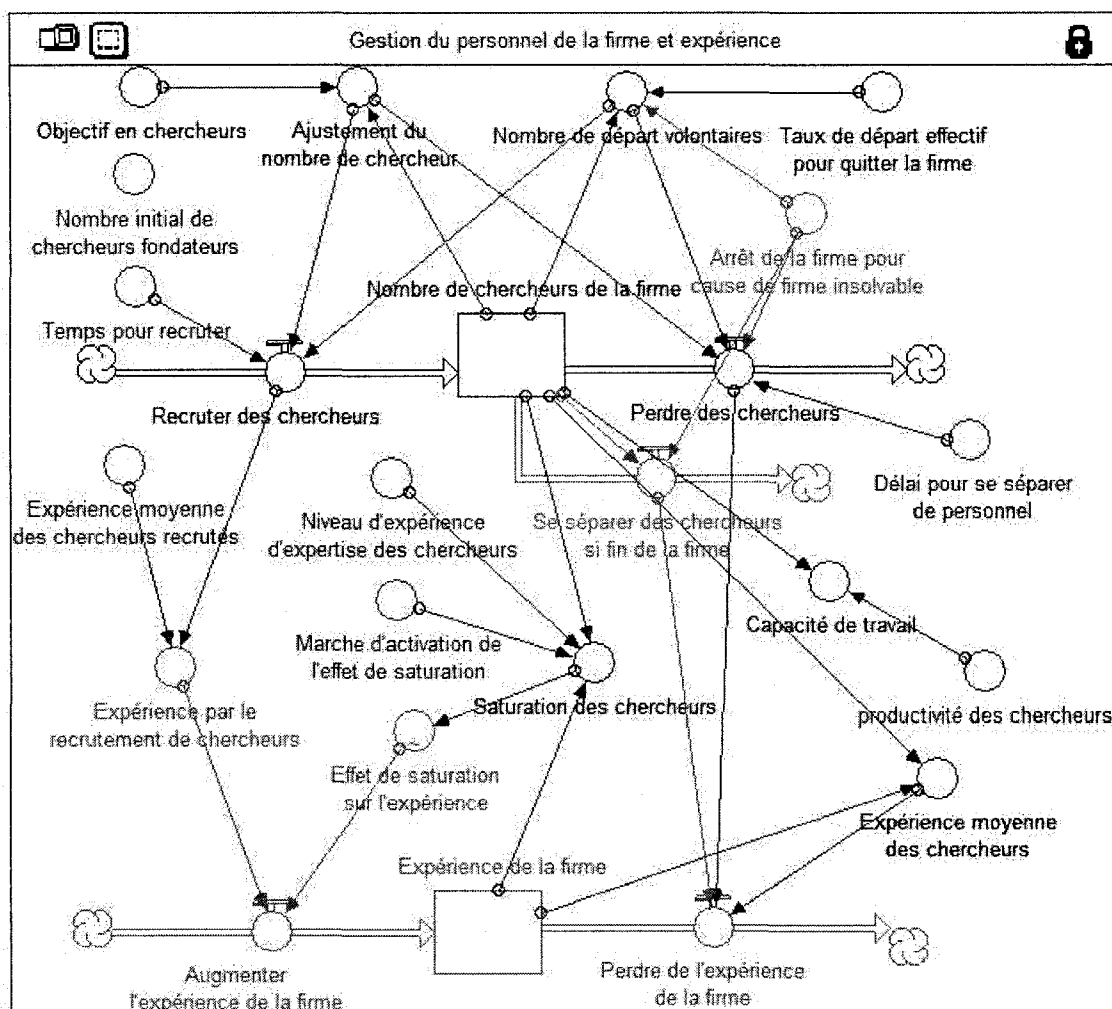 Gestion du personnel de la firme et expérience
Objectif en chercheurs
Ajustement du
nombre de chercheur
Nombre de départ volontaires
Taux de départ effectif
pour quitter la firme
Nombre initial de
chercheurs fondateurs
Arrêt de la firme pour
cause de firme insolvable
Nombre de chercheurs de la firme
Temps pour recruter
Recruter des chercheurs
Perdre des chercheurs
Délai pour se séparer
de personnel
Expérience moyenne
des chercheurs recrutés
Niveau d'expérience
d'expertise des chercheurs
Se séparer des chercheurs
si fin de la firme
Marche d'activation de
l'effet de saturation
Capacité de travail
Saturation des chercheurs
productivité des chercheurs
Expérience par le
recrutement de chercheurs
Effet de saturation
sur l'expérience
Expérience moyenne
des chercheurs
Expérience de la firme
Augmenter
l'expérience de la firme
Perdre de l'expérience
de la firme